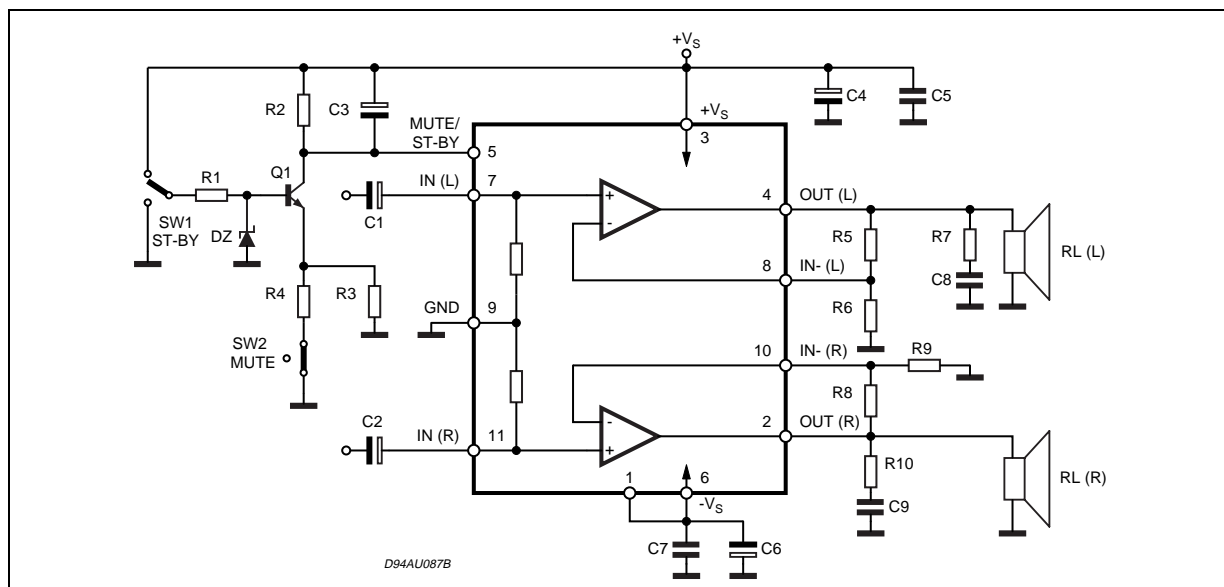 +VS
R2
C3
C4
C5
+VS
3
MUTE/
ST-BY
5
Q1
R1
IN (L)
7
C1
SW1
ST-BY
DZ
+
-
4
OUT (L)
R5
R7
RL (L)
8
IN- (L)
C8
R4
R3
GND
9
R6
SW2
MUTE
10
IN- (R)
R9
R8
C2
IN (R)
11
-
+
2
OUT (R)
R10
RL (R)
1
6
-VS
C9
C7
C6
D94AU087B